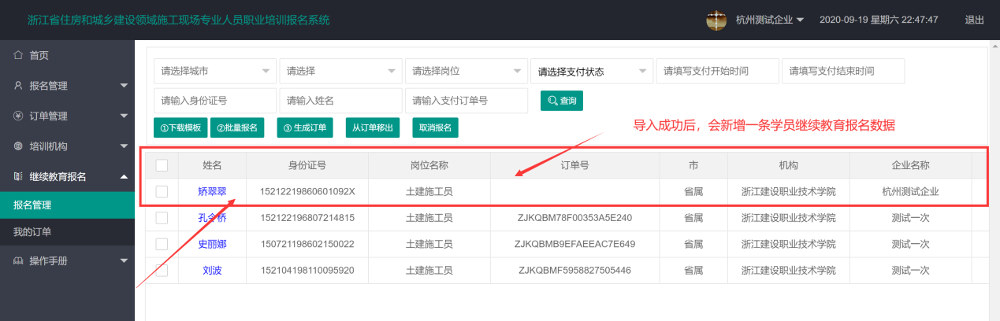 浙江省住房和城乡建设领域施工现场专业人员职业培训报名系统 杭州测试企业 2020-09-19 星期六 22:47:47 退出
首页
报名管理
订单管理
培训机构
继续教育报名
报名管理
我的订单
操作手册
请选择城市 请选择 请选择岗位 请选择支付状态 请填写支付开始时间 请填写支付结束时间
请输入身份证号 请输入姓名 请输入支付订单号 查询
①下载模板 ②批量报名 ③生成订单 从订单移出 取消报名
导入成功后，会新增一条学员继续教育报名数据
姓名 身份证号 岗位名称 订单号 市 机构 企业名称
矫翠翠 15212219860601092X 土建施工员 省属 浙江建设职业技术学院 杭州测试企业
孔令桥 152122196807214815 土建施工员 ZJKQBM78F00353A5E240 省属 浙江建设职业技术学院 测试一次
史丽娜 150721198602150022 土建施工员 ZJKQBMB9EFAEEAC7E649 省属 浙江建设职业技术学院 测试一次
刘波 152104198110095920 土建施工员 ZJKQBMF5958827505446 省属 浙江建设职业技术学院 测试一次